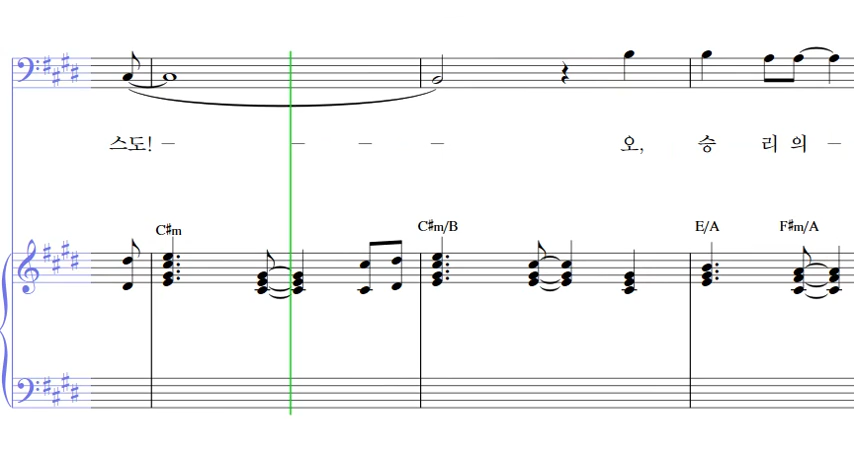 스도! – – – – 오, 승 리 의 –
C#m C#m/B E/A F#m/A